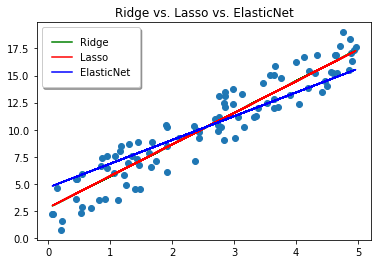 Ridge vs. Lasso vs. ElasticNet
Ridge
Lasso
ElasticNet
17.5
15.0
12.5
10.0
7.5
5.0
2.5
0.0
0 1 2 3 4 5